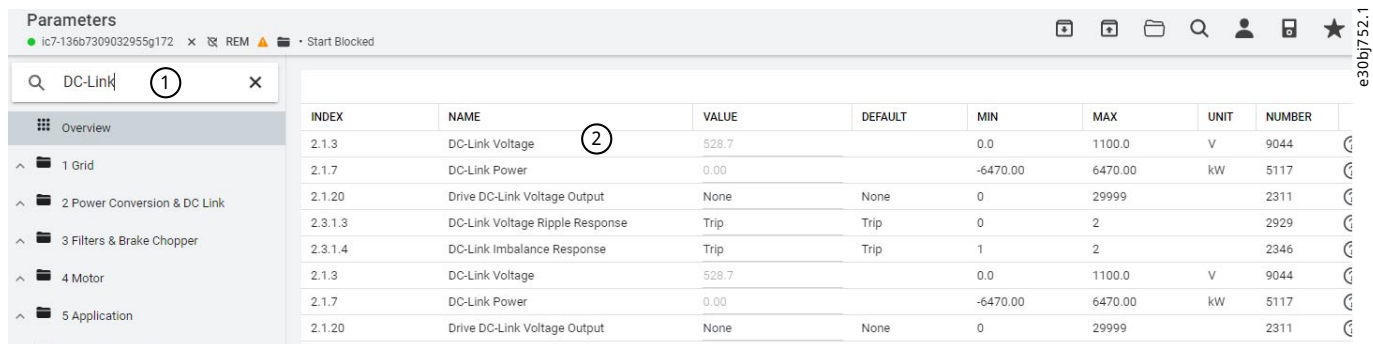 Parameters
ic7-136b7309032955g172 × REM • Start Blocked
DC-Link 1 ×
Overview
1 Grid
2 Power Conversion & DC Link
3 Filters & Brake Chopper
4 Motor
5 Application
INDEX NAME VALUE DEFAULT MIN MAX UNIT NUMBER
2.1.3 DC-Link Voltage 2 528.7 0.0 1100.0 V 9044
2.1.7 DC-Link Power 0.00 -6470.00 6470.00 kW 5117
2.1.20 Drive DC-Link Voltage Output None None 0 29999 2311
2.3.1.3 DC-Link Voltage Ripple Response Trip Trip 0 2 2929
2.3.1.4 DC-Link Imbalance Response Trip Trip 1 2 2346
2.1.3 DC-Link Voltage 528.7 0.0 1100.0 V 9044
2.1.7 DC-Link Power 0.00 -6470.00 6470.00 kW 5117
2.1.20 Drive DC-Link Voltage Output None None 0 29999 2311
e30bj752.1